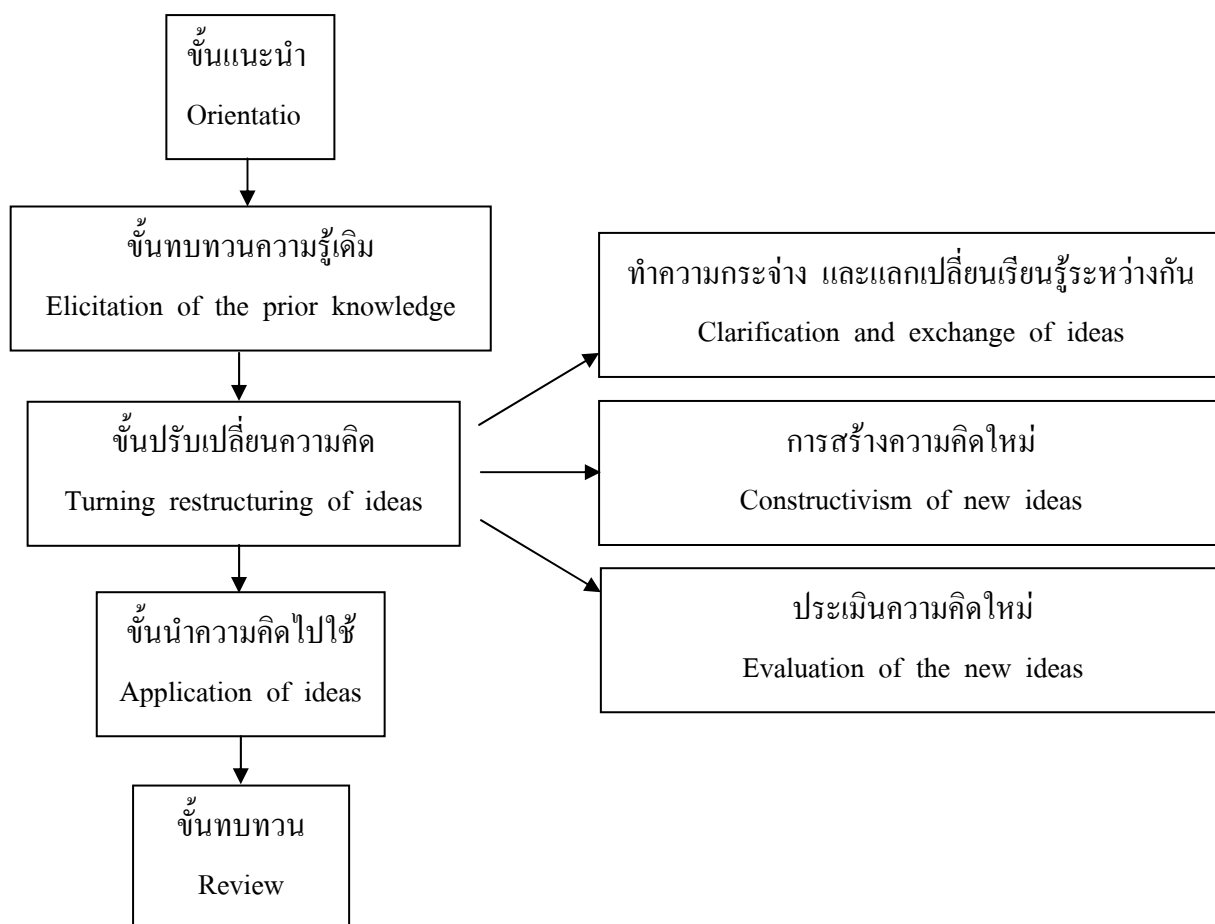 ขั้นแนะนำ
Orientatio
ขั้นทบทวนความรู้เดิม
Elicitation of the prior knowledge
ขั้นปรับเปลี่ยนความคิด
Turning restructuring of ideas
ทำความกระจ่าง และแลกเปลี่ยนเรียนรู้ระหว่างกัน
Clarification and exchange of ideas
การสร้างความคิดใหม่
Constructivism of new ideas
ประเมินความคิดใหม่
Evaluation of the new ideas
ขั้นนำความคิดไปใช้
Application of ideas
ขั้นทบทวน
Review